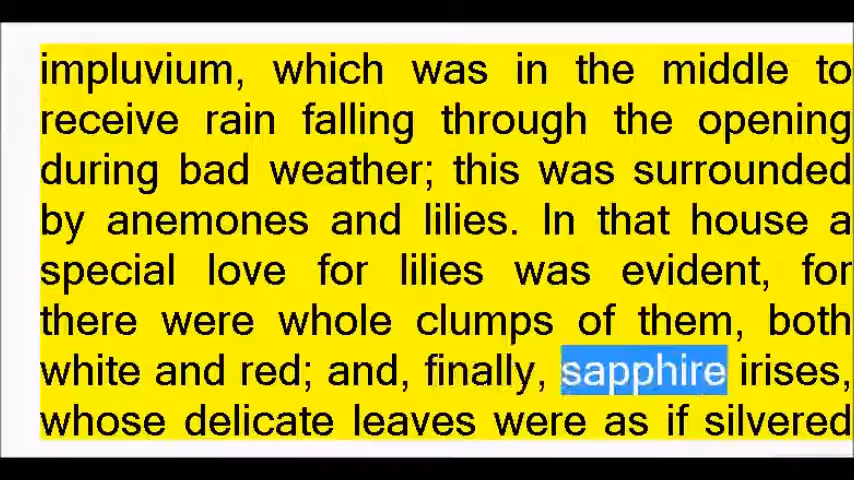 impluvium, which was in the middle to
receive rain falling through the opening
during bad weather; this was surrounded
by anemones and lilies. In that house a
special love for lilies was evident, for
there were whole clumps of them, both
white and red; and, finally, sapphire irises,
whose delicate leaves were as if silvered